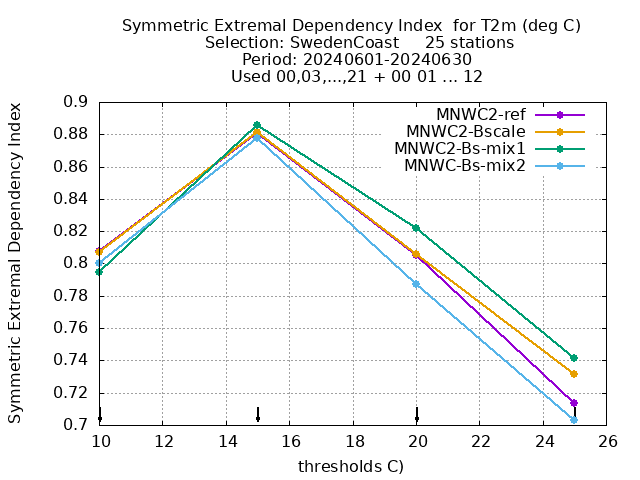 Symmetric Extremal Dependency Index  for T2m (deg C)
Selection: SwedenCoast     25 stations
Period: 20240601-20240630
Used 00,03,...,21 + 00 01 ... 12
Symmetric Extremal Dependency Index
0.9
0.88
0.86
0.84
0.82
0.8
0.78
0.76
0.74
0.72
0.7
MNWC2-ref
MNWC2-Bscale
MNWC2-Bs-mix1
MNWC-Bs-mix2
10 12 14 16 18 20 22 24 26
thresholds C)